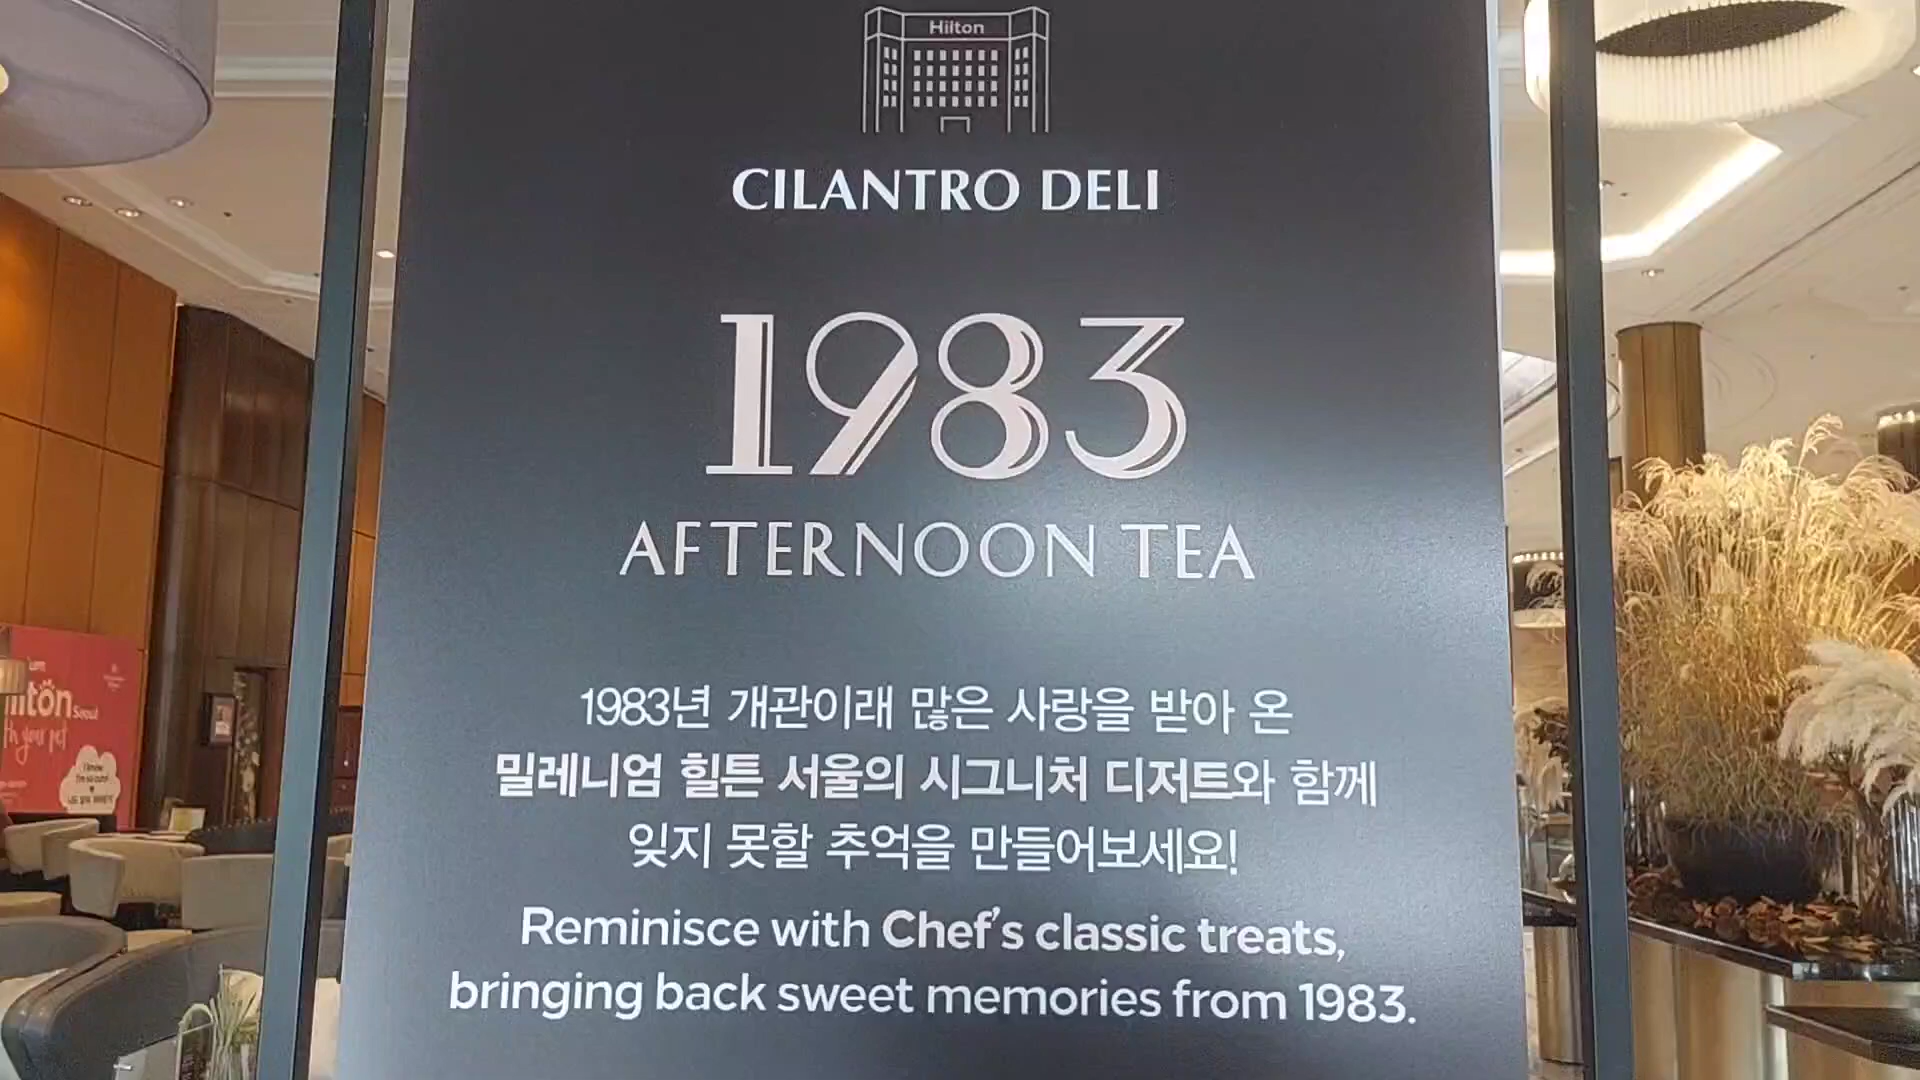 Hilton
CILANTRO DELI
1983
AFTERNOON TEA
1983년 개관이래 많은 사랑을 받아 온
밀레니엄 힐튼 서울의 시그니처 디저트와 함께
잊지 못할 추억을 만들어보세요!
Reminisce with Chef's classic treats,
bringing back sweet memories from 1983.
Seoul
your pet